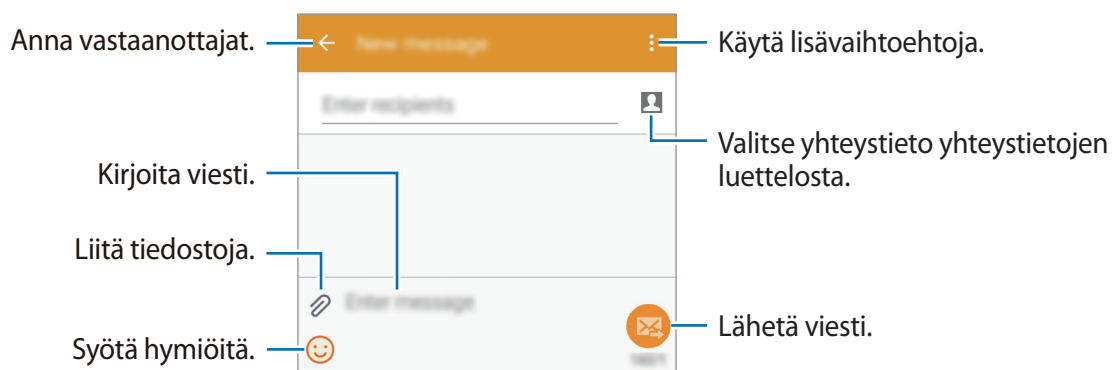 Anna vastaanottajat.
New message
Käytä lisävaihtoehtoja.
Enter recipients
Valitse yhteystieto yhteystietojen
luettelosta.
Kirjoita viesti.
Liitä tiedostoja.
Enter message
Lähetä viesti.
Syötä hymiöitä.